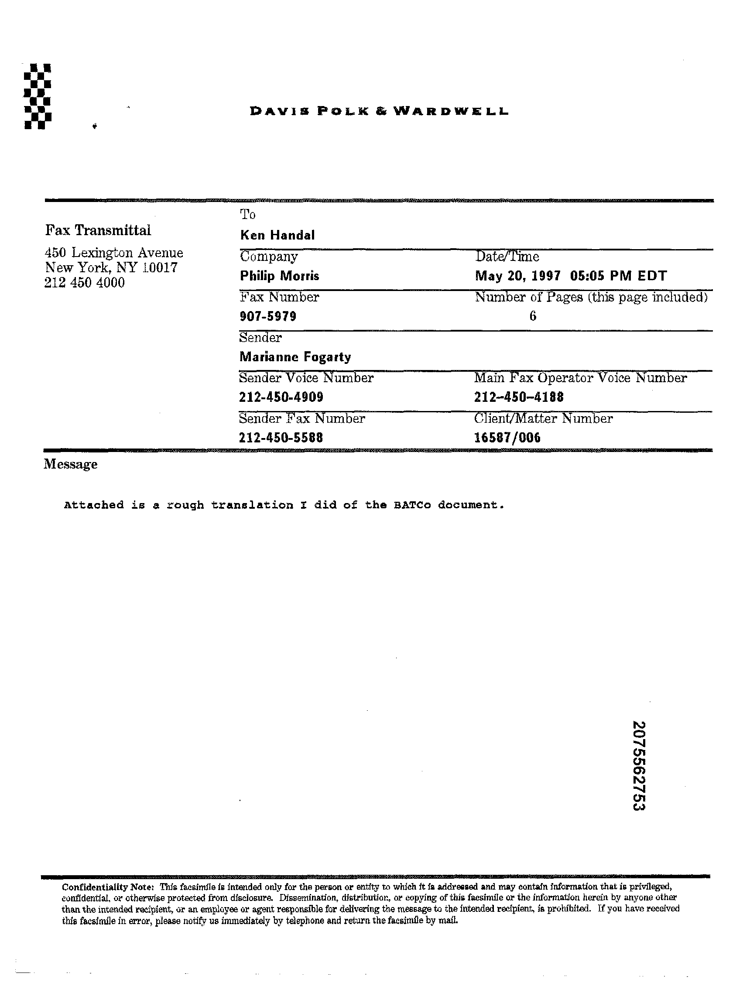 DAVIS POLK & WARDWELL
Fax Transmittal
450 Lexington Avenue
New York, NY 10017
212 450 4000
To
Ken Handal
Company
Philip Morris
Date/Time
May 20, 1997 05:05 PM EDT
Fax Number
907-5979
Number of Pages (this page included)
6
Sender
Marianne Fogarty
Sender Voice Number
212-450-4909
Main Fax Operator Voice Number
212-450-4188
Sender Fax Number
212-450-5588
Client/Matter Number
16587/006
Message
Attached is a rough translation I did of the BATCo document.
2075562753
Confidentiality Note: This facsimile is intended only for the person or entity to which it is addressed and may contain information that is privileged,
confidential, or otherwise protected from disclosure. Dissemination, distribution, or copying of this facsimile or the information herein by anyone other
than the intended recipient, or an employee or agent responsible for delivering the message to the intended recipient, is prohibited. If you have received
this facsimile in error, please notify us immediately by telephone and return the facsimile by mail.